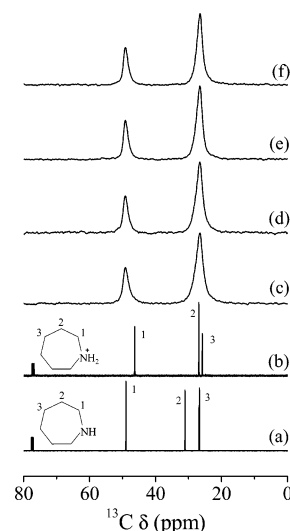 (f)
(e)
(d)
(c)
3 2 1 NH₂ + 1 2 3 (b)
3 2 1 NH 1 2 3 (a)
80 60 40 20 0
¹³C δ (ppm)